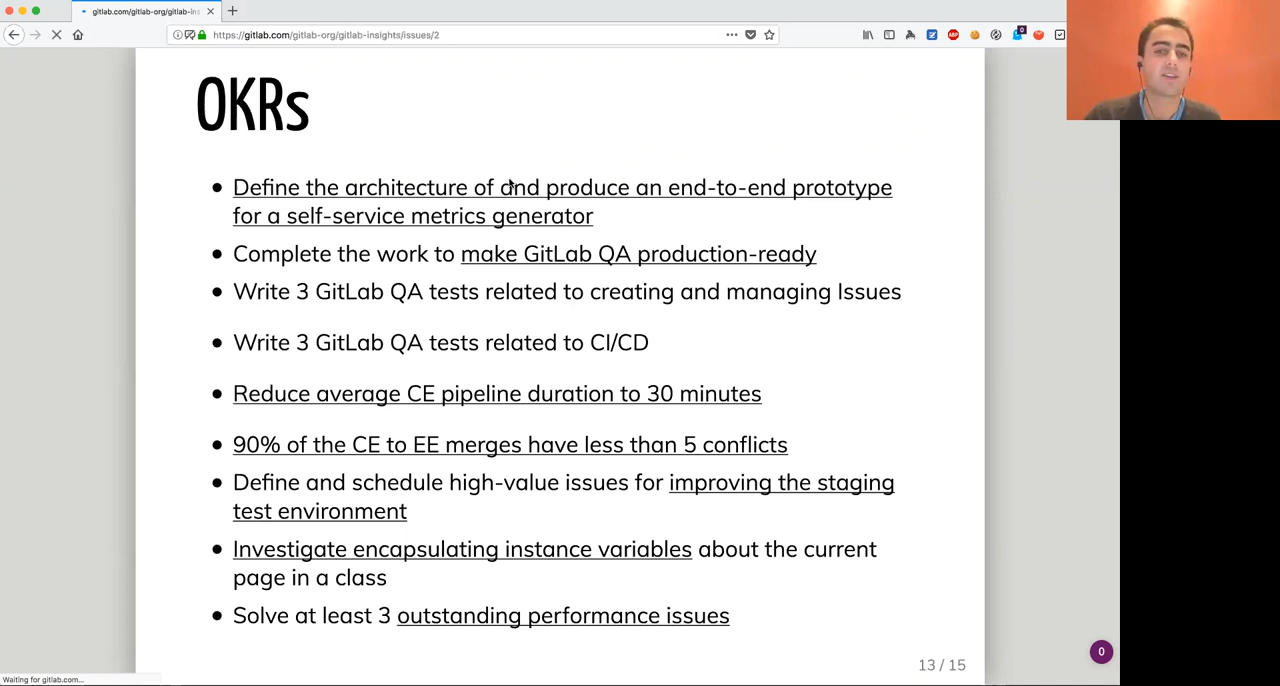 gitlab.com/gitlab-org/gitlab-ins
https://gitlab.com/gitlab-org/gitlab-insights/issues/2
ABP
0
OKRs
Define the architecture of and produce an end-to-end prototype
for a self-service metrics generator
Complete the work to make GitLab QA production-ready
Write 3 GitLab QA tests related to creating and managing Issues
Write 3 GitLab QA tests related to CI/CD
Reduce average CE pipeline duration to 30 minutes
90% of the CE to EE merges have less than 5 conflicts
Define and schedule high-value issues for improving the staging
test environment
Investigate encapsulating instance variables about the current
page in a class
Solve at least 3 outstanding performance issues
13 / 15
0
Waiting for gitlab.com...